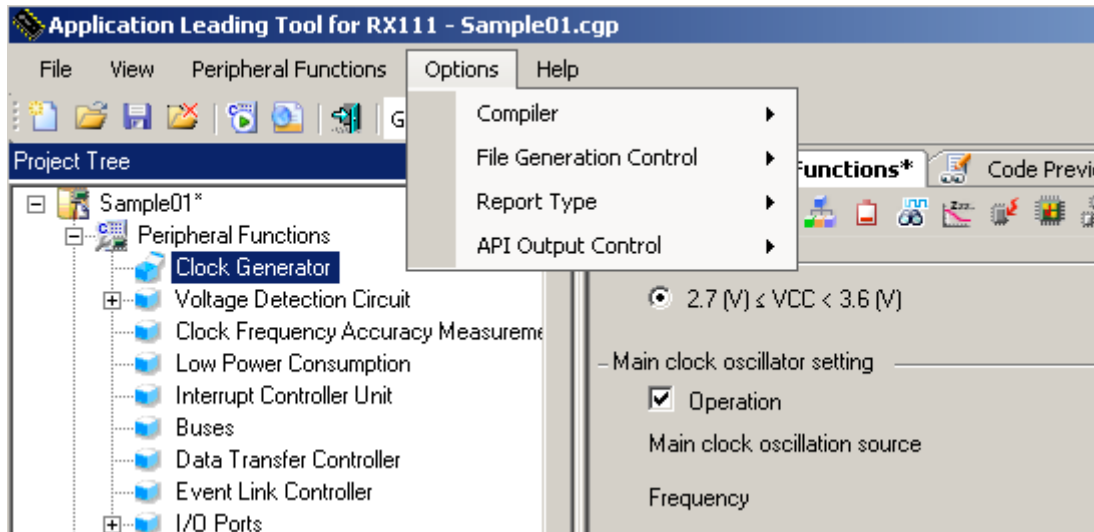 Application Leading Tool for RX111 - Sample01.cgp
File View Peripheral Functions Options Help
G
Compiler
File Generation Control
Report Type
API Output Control
Project Tree
Functions* Code Previ
Sample01*
Peripheral Functions
Clock Generator
Voltage Detection Circuit
Clock Frequency Accuracy Measureme
Low Power Consumption
Interrupt Controller Unit
Buses
Data Transfer Controller
Event Link Controller
I/O Ports
2.7 (V) ≤ VCC < 3.6 (V)
Main clock oscillator setting
Operation
Main clock oscillation source
Frequency